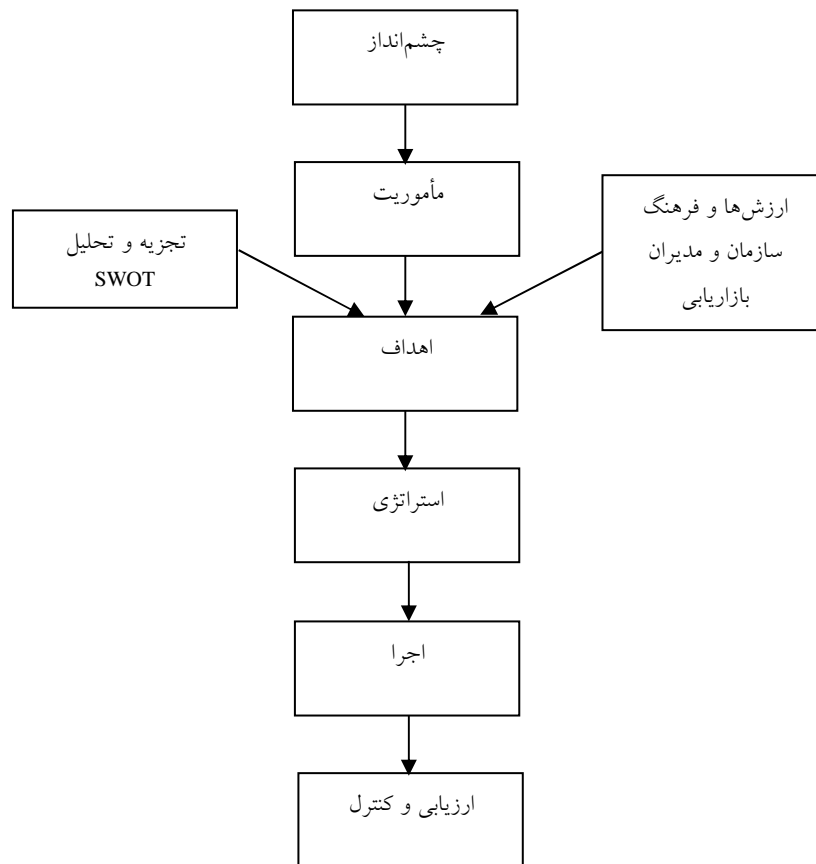 چشم‌انداز
مأموریت
ارزش‌ها و فرهنگ
سازمان و مدیران
بازاریابی
تجزیه و تحلیل
SWOT
اهداف
استراتژی
اجرا
ارزیابی و کنترل